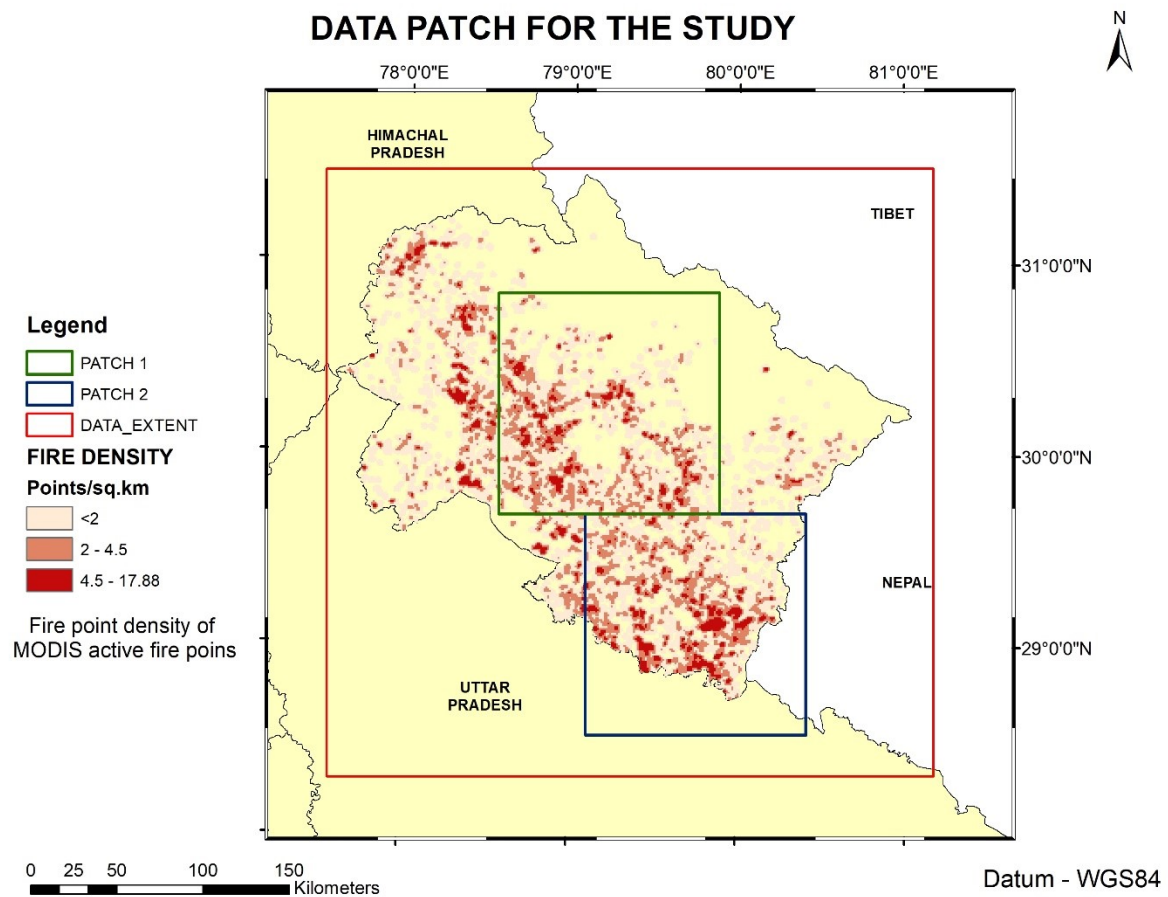 DATA PATCH FOR THE STUDY
N
78°0'0"E
79°0'0"E
80°0'0"E
81°0'0"E
HIMACHAL
PRADESH
TIBET
31°0'0"N
Legend
PATCH 1
PATCH 2
DATA_EXTENT
FIRE DENSITY
Points/sq.km
<2
2 - 4.5
4.5 - 17.88
Fire point density of
MODIS active fire poins
30°0'0"N
NEPAL
29°0'0"N
UTTAR
PRADESH
0 25 50 100 150
Kilometers
Datum - WGS84